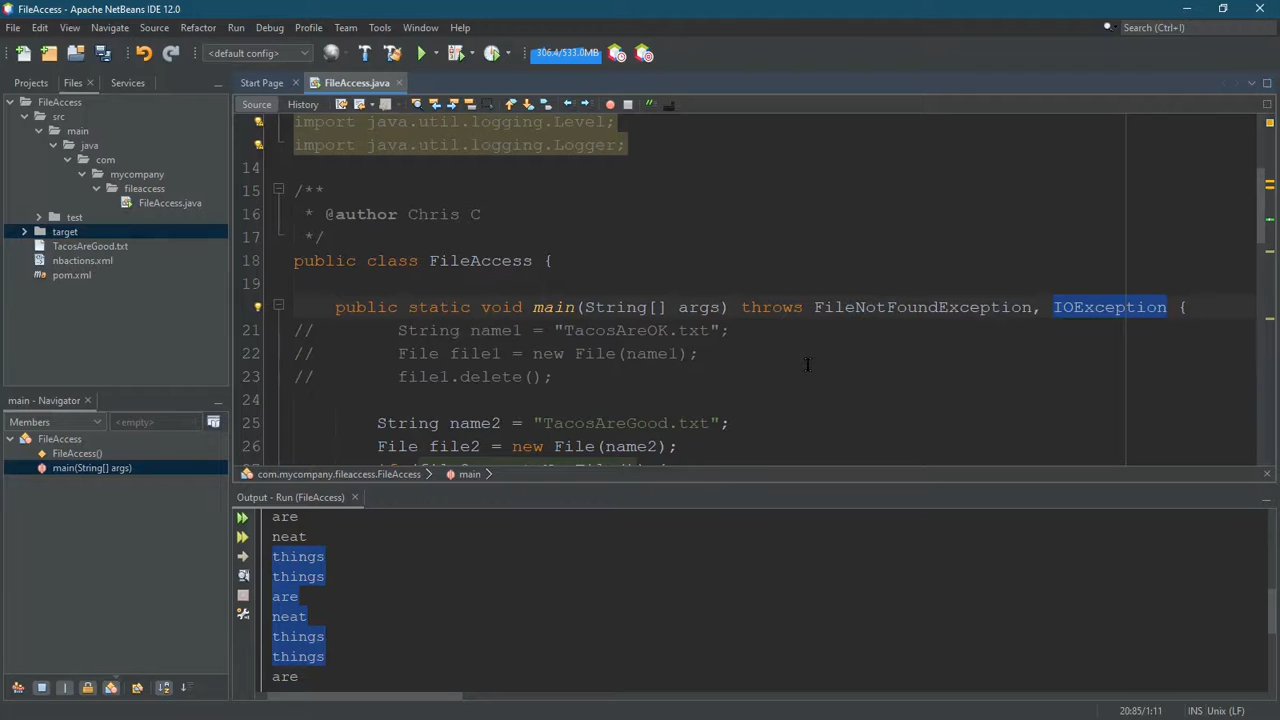 FileAccess - Apache NetBeans IDE 12.0
File Edit View Navigate Source Refactor Run Debug Profile Team Tools Window Help
Search (Ctrl+I)
<default config>
306.4/533.0MB
Projects Files Services
Start Page FileAccess.java
Source History
FileAccess
src
main
java
com
mycompany
fileaccess
FileAccess.java
test
target
TacosAreGood.txt
nbactions.xml
pom.xml
import java.util.logging.Level;
import java.util.logging.Logger;
14
15 /**
16 * @author Chris C
17 */
18 public class FileAccess {
19
public static void main(String[] args) throws FileNotFoundException, IOException {
21 // String name1 = "TacosAreOK.txt";
22 // File file1 = new File(name1);
23 // file1.delete();
24
25 String name2 = "TacosAreGood.txt";
26 File file2 = new File(name2);
com.mycompany.fileaccess.FileAccess main
main - Navigator
Members <empty>
FileAccess
FileAccess()
main(String[] args)
Output - Run (FileAccess)
are
neat
things
things
are
neat
things
things
are
20:85/1:11 INS Unix (LF)